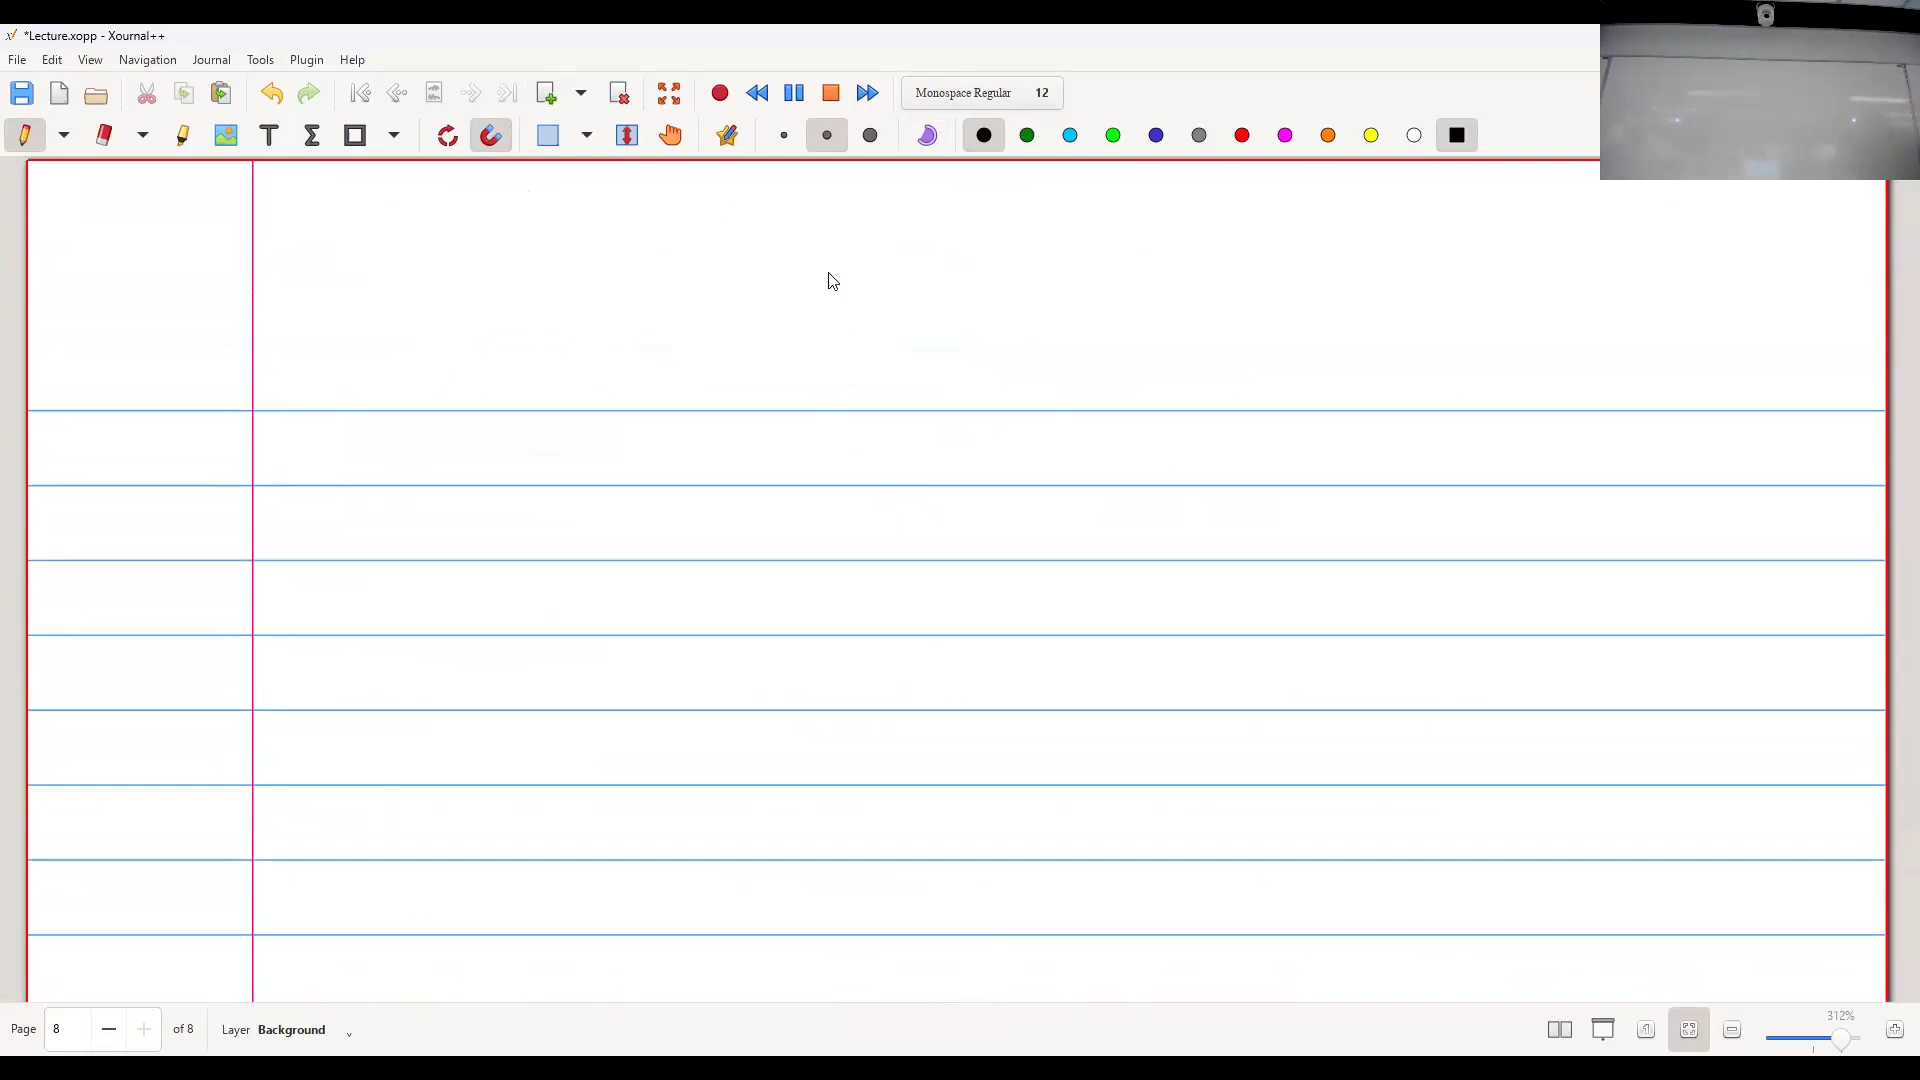 *Lecture.xopp - Xournal++
File Edit View Navigation Journal Tools Plugin Help
Monospace Regular 12
Page 8 of 8 Layer Background
312%